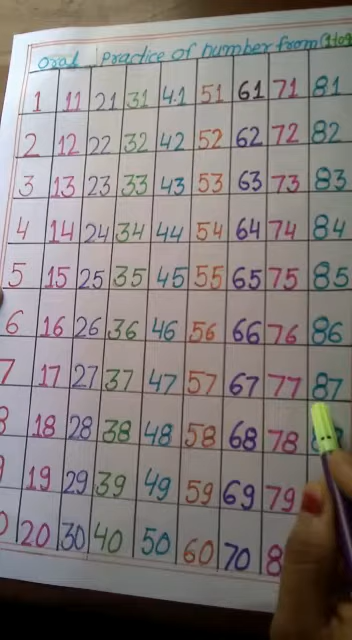 Oral Practice of number from (1 to
1 11 21 31 41 51 61 71 81
2 12 22 32 42 52 62 72 82
3 13 23 33 43 53 63 73 83
4 14 24 34 44 54 64 74 84
5 15 25 35 45 55 65 75 85
6 16 26 36 46 56 66 76 86
7 17 27 37 47 57 67 77 87
8 18 28 38 48 58 68 78
19 29 39 49 59 69 79
0 20 30 40 50 60 70 8